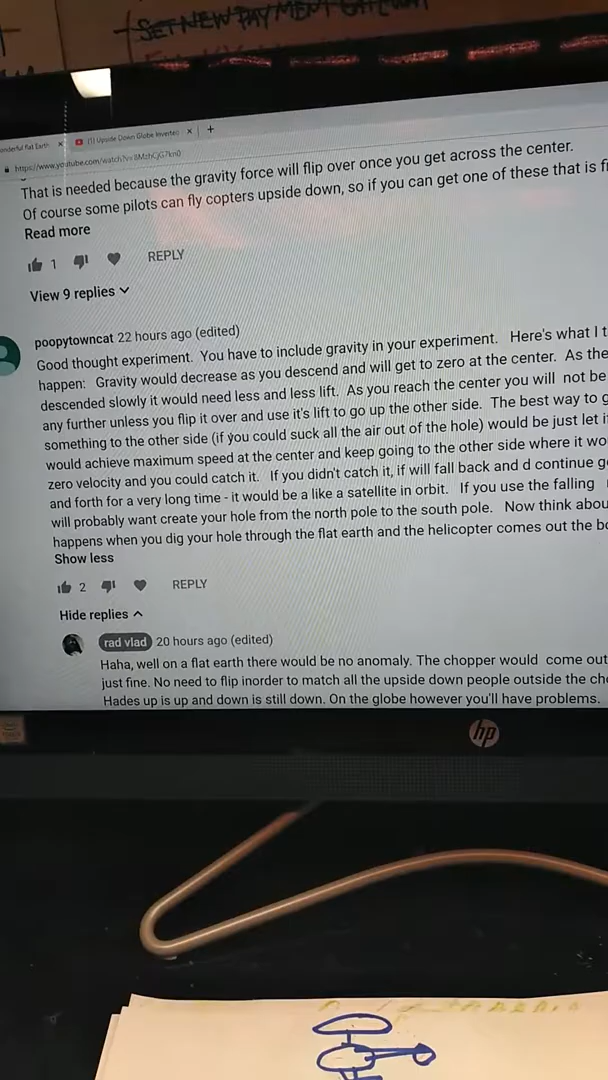 SET NEW PAYMENT GATEWAY
nderful flat Earth
(1) Upside Down Globe Invertes
https://www.youtube.com/watch?v=
That is needed because the gravity force will flip over once you get across the center.
Of course some pilots can fly copters upside down, so if you can get one of these that is
Read more
1 REPLY
View 9 replies
poopytowncat 22 hours ago (edited)
Good thought experiment. You have to include gravity in your experiment. Here's what I t
happen: Gravity would decrease as you descend and will get to zero at the center. As the
descended slowly it would need less and less lift. As you reach the center you will not be
any further unless you flip it over and use it's lift to go up the other side. The best way to g
something to the other side (if you could suck all the air out of the hole) would be just let i
would achieve maximum speed at the center and keep going to the other side where it wo
zero velocity and you could catch it. If you didn't catch it, if will fall back and d continue g
and forth for a very long time - it would be a like a satellite in orbit. If you use the falling
will probably want create your hole from the north pole to the south pole. Now think abou
happens when you dig your hole through the flat earth and the helicopter comes out the bo
Show less
2 REPLY
Hide replies
rad vlad 20 hours ago (edited)
Haha, well on a flat earth there would be no anomaly. The chopper would come out
just fine. No need to flip inorder to match all the upside down people outside the ch
Hades up is up and down is still down. On the globe however you'll have problems.
hp